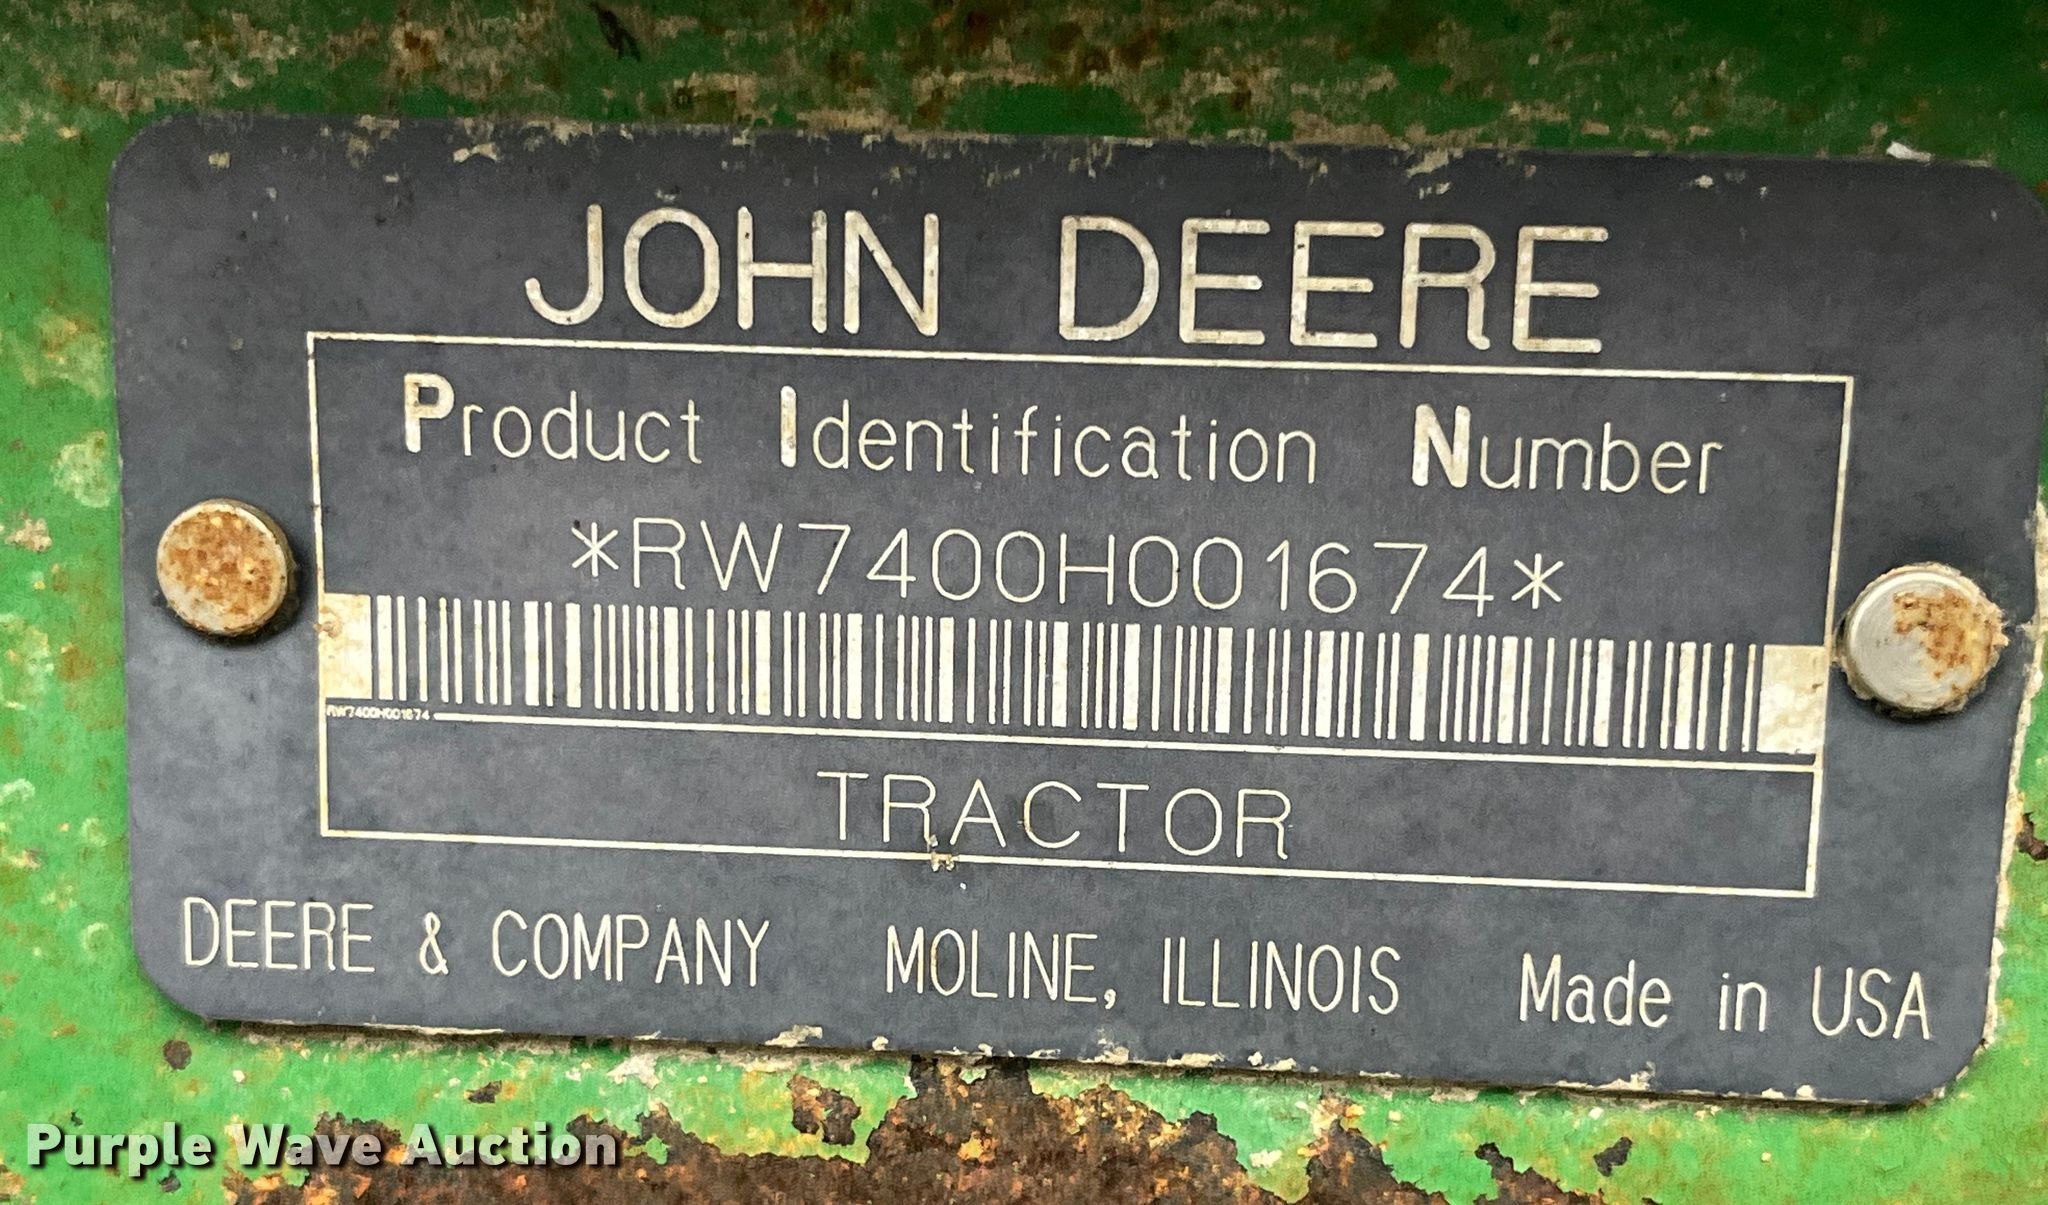 JOHN DEERE
Product Identification Number
*RW7400H001674*
RW7400H001674
TRACTOR
DEERE & COMPANY MOLINE, ILLINOIS Made in USA
Purple Wave Auction